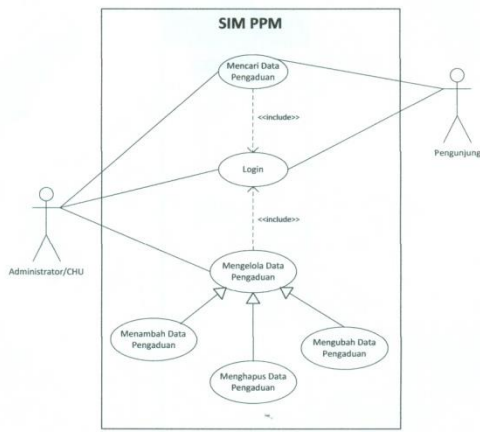 SIM PPM
Mencari Data
Pengaduan
<<include>>
Pengunjung
Login
<<include>>
Administrator/CHU
Mengelola Data
Pengaduan
Menambah Data
Pengaduan
Mengubah Data
Pengaduan
Menghapus Data
Pengaduan